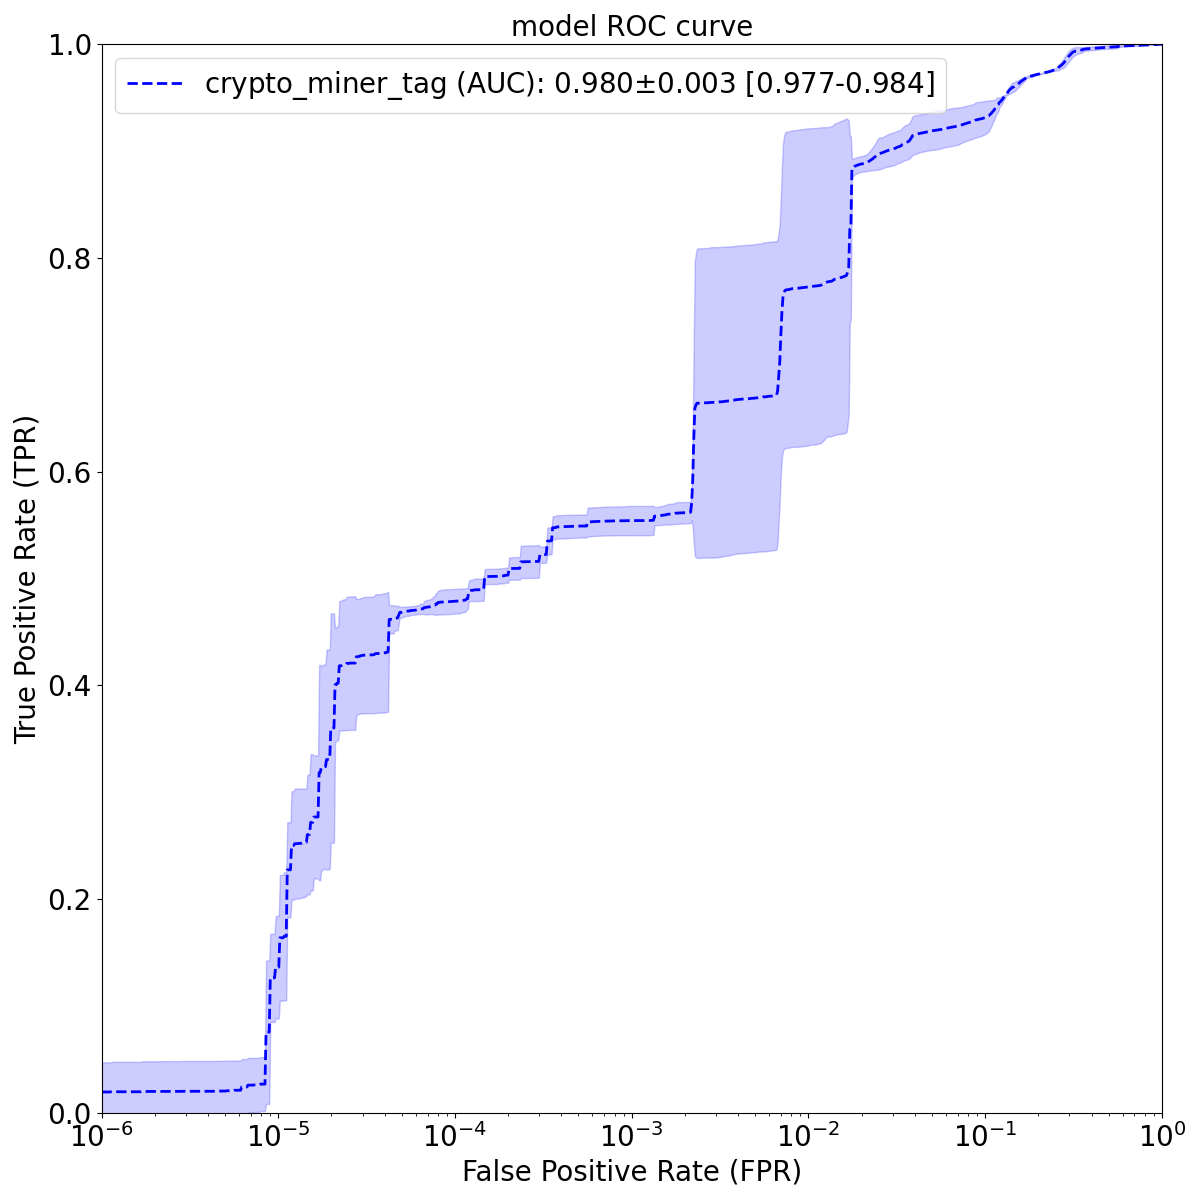 model ROC curve
crypto_miner_tag (AUC): 0.980±0.003 [0.977-0.984]
1.0
0.8
0.6
0.4
0.2
0.0
True Positive Rate (TPR)
10⁻⁶ 10⁻⁵ 10⁻⁴ 10⁻³ 10⁻² 10⁻¹ 10⁰
False Positive Rate (FPR)